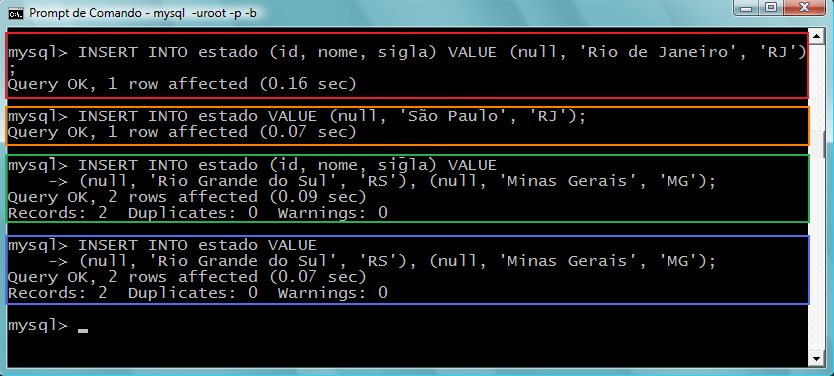 Prompt de Comando - mysql -uroot -p -b
mysql> INSERT INTO estado (id, nome, sigla) VALUE (null, 'Rio de Janeiro', 'RJ')
;
Query OK, 1 row affected (0.16 sec)
mysql> INSERT INTO estado VALUE (null, 'São Paulo', 'RJ');
Query OK, 1 row affected (0.07 sec)
mysql> INSERT INTO estado (id, nome, sigla) VALUE
    -> (null, 'Rio Grande do Sul', 'RS'), (null, 'Minas Gerais', 'MG');
Query OK, 2 rows affected (0.09 sec)
Records: 2  Duplicates: 0  Warnings: 0
mysql> INSERT INTO estado VALUE
    -> (null, 'Rio Grande do Sul', 'RS'), (null, 'Minas Gerais', 'MG');
Query OK, 2 rows affected (0.07 sec)
Records: 2  Duplicates: 0  Warnings: 0
mysql> _